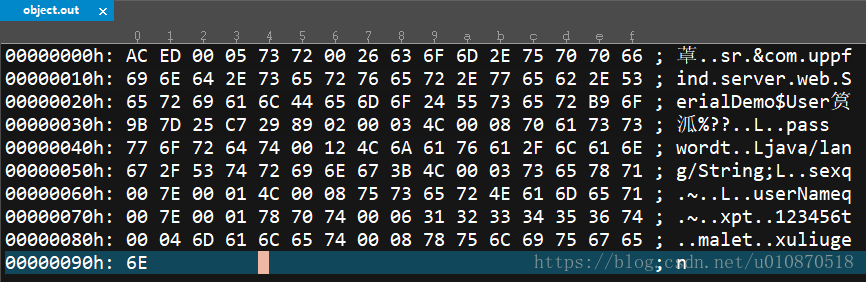 object.out ×
0 1 2 3 4 5 6 7 8 9 a b c d e f
00000000h: AC ED 00 05 73 72 00 26 63 6F 6D 2E 75 70 70 66 ; 瓩..sr.&com.uppf
00000010h: 69 6E 64 2E 73 65 72 76 65 72 2E 77 65 62 2E 53 ; ind.server.web.S
00000020h: 65 72 69 61 6C 44 65 6D 6F 24 55 73 65 72 B9 6F ; erialDemo$User筼
00000030h: 9B 7D 25 C7 29 89 02 00 03 4C 00 08 70 61 73 73 ; 泒%??..L..pass
00000040h: 77 6F 72 64 74 00 12 4C 6A 61 76 61 2F 6C 61 6E ; wordt..Ljava/lan
00000050h: 67 2F 53 74 72 69 6E 67 3B 4C 00 03 73 65 78 71 ; g/String;L..sexq
00000060h: 00 7E 00 01 4C 00 08 75 73 65 72 4E 61 6D 65 71 ; .~..L..userNameq
00000070h: 00 7E 00 01 78 70 74 00 06 31 32 33 34 35 36 74 ; .~..xpt..123456t
00000080h: 00 04 6D 61 6C 65 74 00 08 78 75 6C 69 75 67 65 ; ..malet..xuliuge
00000090h: 6E ; n
https://blog.csdn.net/u010870518